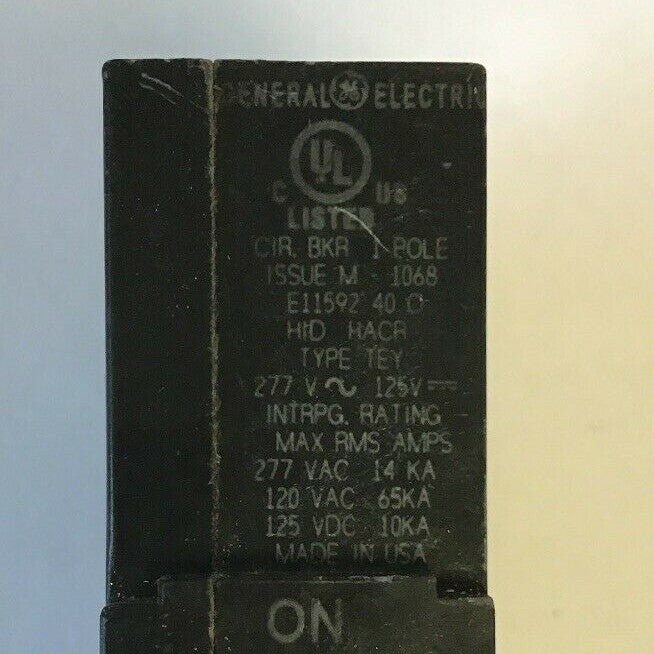 GENERAL GE ELECTRIC
UL
C US
LISTED
CIR. BKR 1 POLE
ISSUE M - 1068
E11592 40 C
HID HACR
TYPE TEY
277 V ~ 125V ⎓
INTRPG. RATING
MAX RMS AMPS
277 VAC 14 KA
120 VAC 65KA
125 VDC 10KA
MADE IN USA
ON